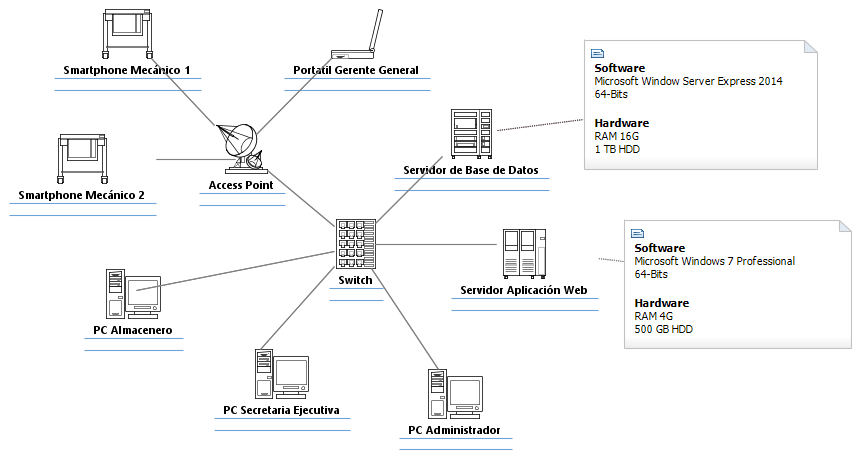 Smartphone Mecánico 1
Portatil Gerente General
Software
Microsoft Window Server Express 2014
64-Bits
Hardware
RAM 16G
1 TB HDD
Servidor de Base de Datos
Access Point
Smartphone Mecánico 2
Software
Microsoft Windows 7 Professional
64-Bits
Hardware
RAM 4G
500 GB HDD
Switch
Servidor Aplicación Web
PC Almacenero
PC Secretaria Ejecutiva
PC Administrador